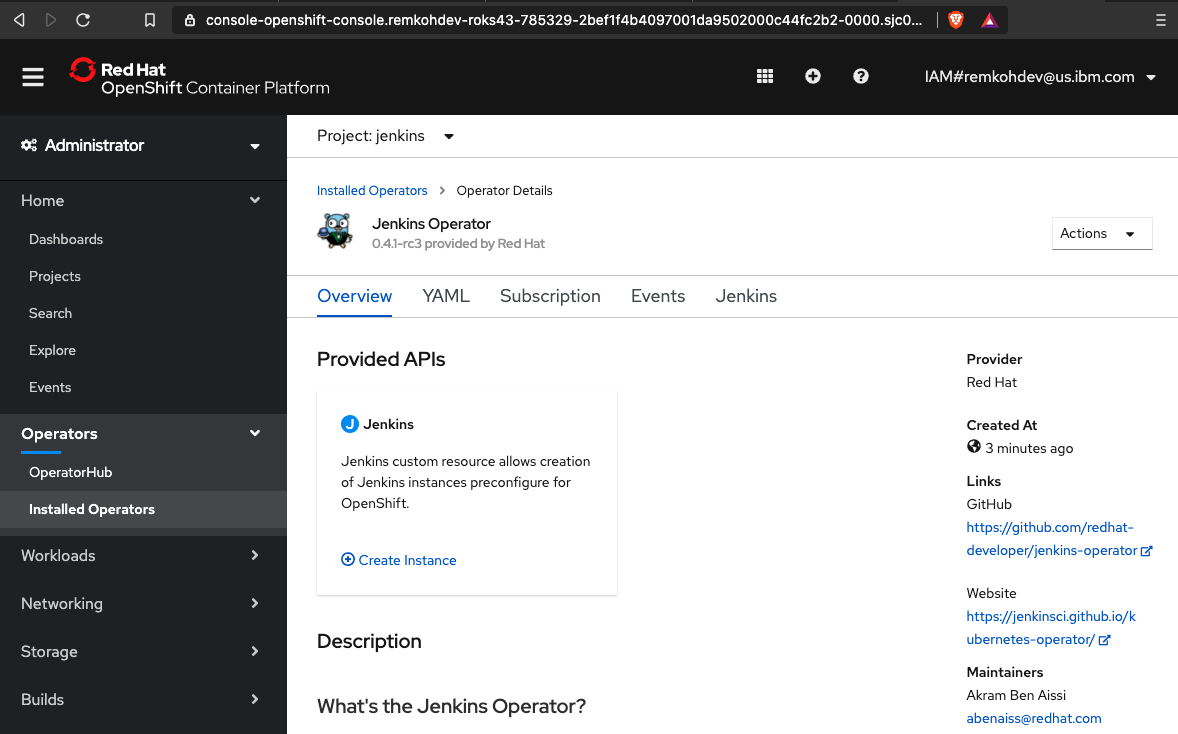 console-openshift-console.remkohdev-roks43-785329-2bef1f4b4097001da9502000c44fc2b2-0000.sjc0...
Red Hat
OpenShift Container Platform
IAM#remkohdev@us.ibm.com
Administrator
Home
Dashboards
Projects
Search
Explore
Events
Operators
OperatorHub
Installed Operators
Workloads
Networking
Storage
Builds
Project: jenkins
Installed Operators > Operator Details
Jenkins Operator
0.4.1-rc3 provided by Red Hat
Actions
Overview YAML Subscription Events Jenkins
Provided APIs
J Jenkins
Jenkins custom resource allows creation
of Jenkins instances preconfigure for
OpenShift.
Create Instance
Description
What's the Jenkins Operator?
Provider
Red Hat
Created At
3 minutes ago
Links
GitHub
https://github.com/redhat-
developer/jenkins-operator
Website
https://jenkinsci.github.io/k
ubernetes-operator/
Maintainers
Akram Ben Aissi
abenaiss@redhat.com